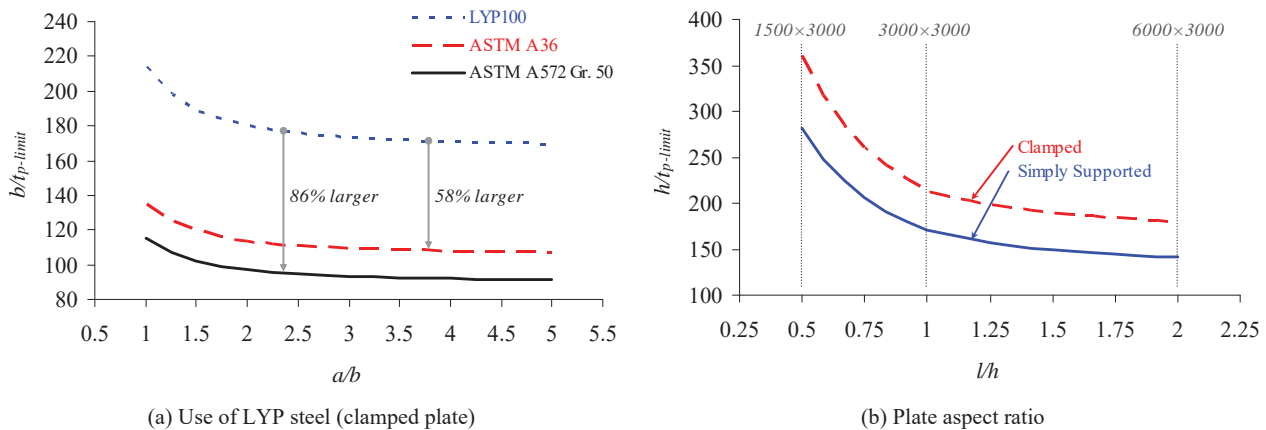 LYP100
ASTM A36
ASTM A572 Gr. 50
240
220
200
180
160
140
120
100
80
b/tp-limit
86% larger
58% larger
0.5 1 1.5 2 2.5 3 3.5 4 4.5 5 5.5
a/b
(a) Use of LYP steel (clamped plate)
1500×3000 3000×3000 6000×3000
400
350
300
250
200
150
100
h/tp-limit
Clamped
Simply Supported
0.25 0.5 0.75 1 1.25 1.5 1.75 2 2.25
l/h
(b) Plate aspect ratio